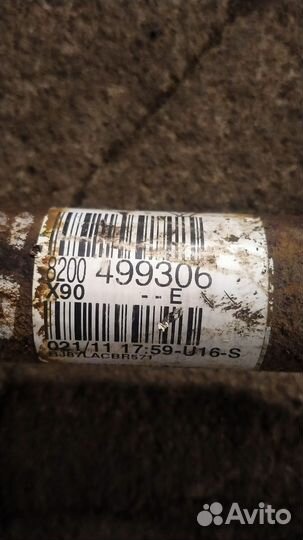 8200 499306
X90 -- E
021/11 17:59-U16-S
Avito